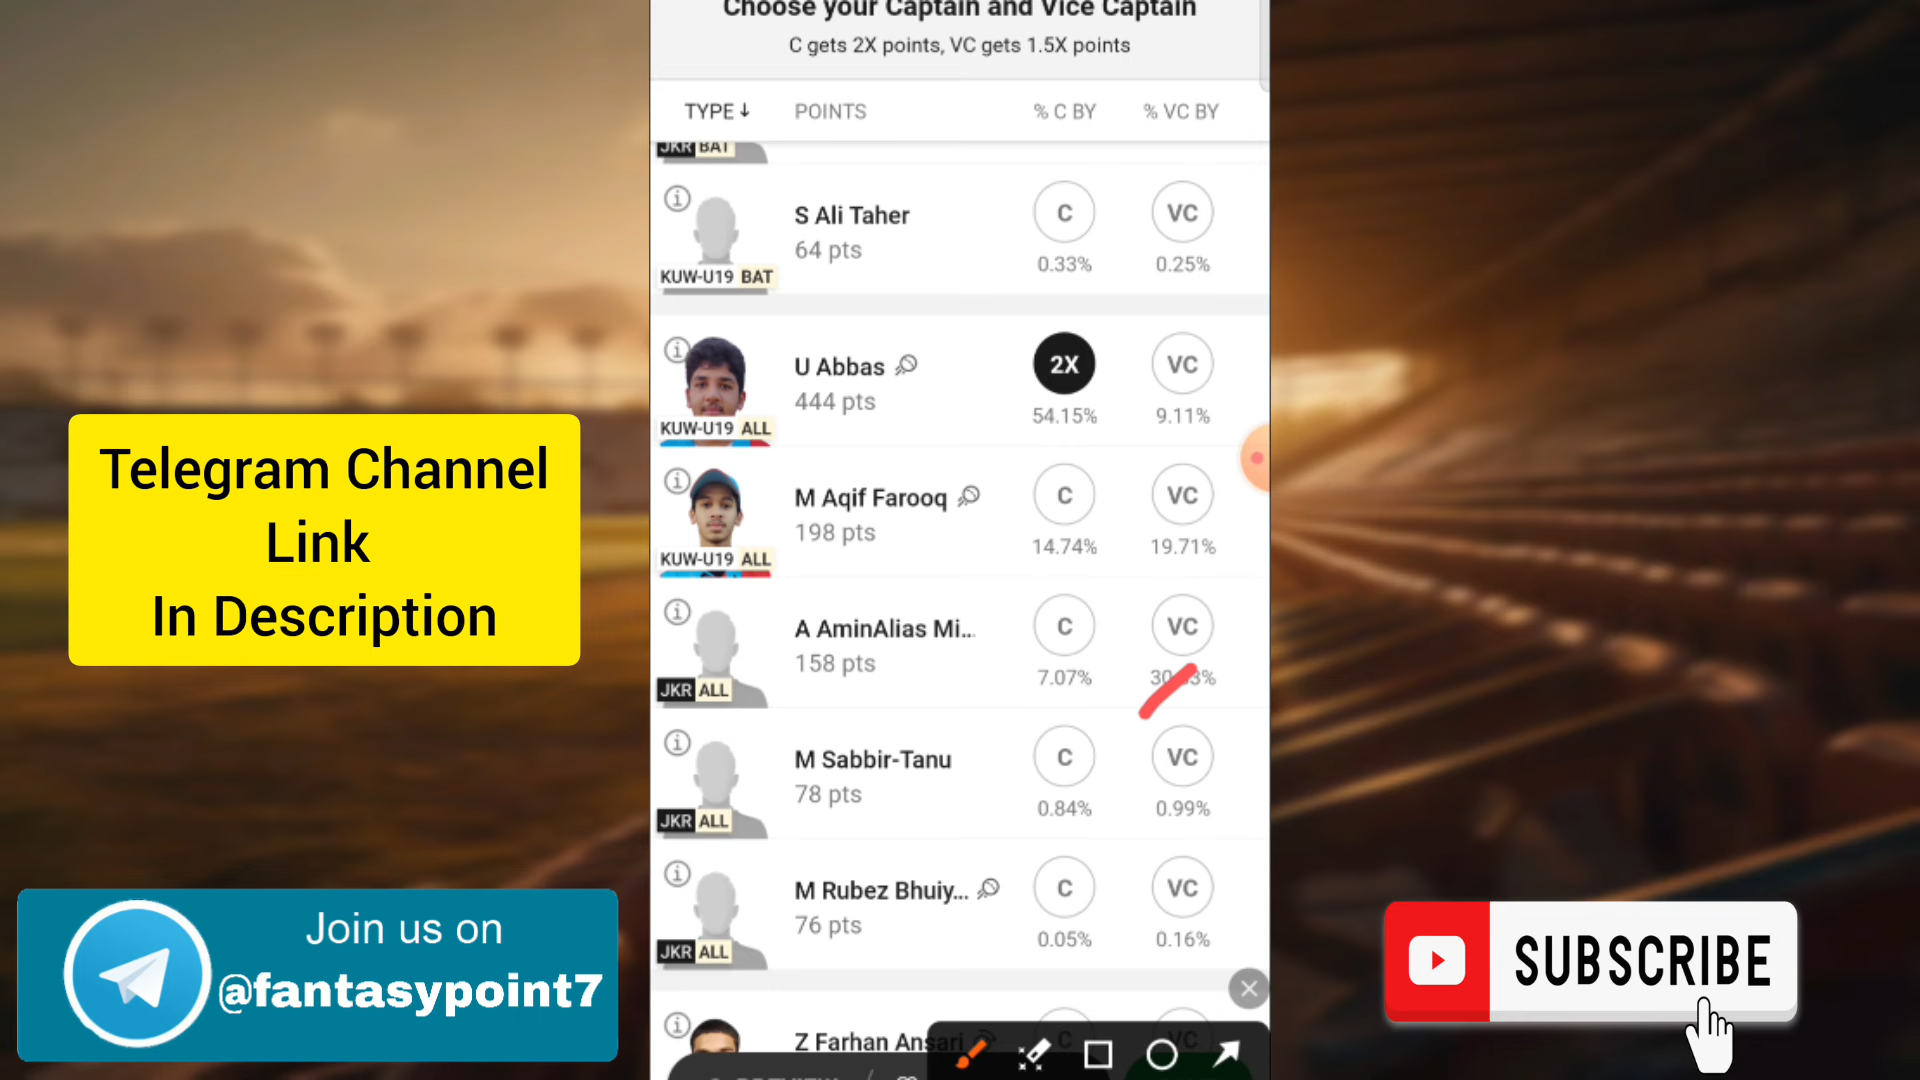 Choose your Captain and Vice Captain
C gets 2X points, VC gets 1.5X points
TYPE↓ POINTS % C BY % VC BY
JKR BAT
S Ali Taher C VC
64 pts 0.33% 0.25%
KUW-U19 BAT
U Abbas 2X VC
444 pts 54.15% 9.11%
KUW-U19 ALL
M Aqif Farooq C VC
198 pts 14.74% 19.71%
KUW-U19 ALL
A AminAlias Mi... C VC
158 pts 7.07%
JKR ALL
M Sabbir-Tanu C VC
78 pts 0.84% 0.99%
JKR ALL
M Rubez Bhuiy... C VC
76 pts 0.05% 0.16%
JKR ALL
Z Farhan Ansari C VC
Telegram Channel
Link
In Description
Join us on
@fantasypoint7
SUBSCRIBE